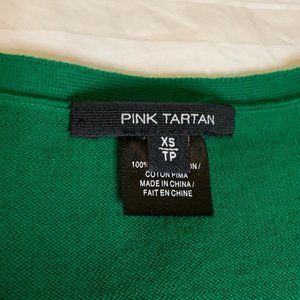 PINK TARTAN
XS
TP
100%
COTON PIMA
MADE IN CHINA/
FAIT EN CHINE